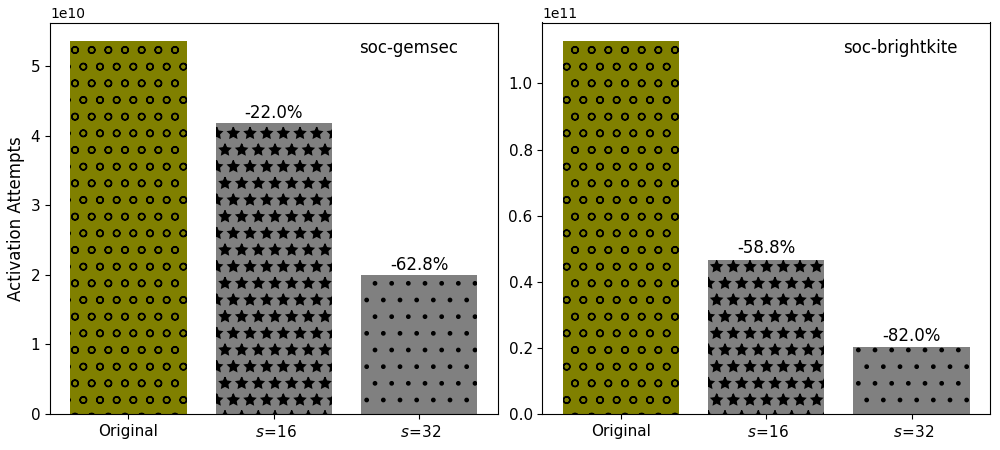 1e10
soc-gemsec
Activation Attempts
5
4
3
2
1
0
-22.0%
-62.8%
Original
s=16
s=32
1e11
soc-brightkite
1.0
0.8
0.6
0.4
0.2
0.0
-58.8%
-82.0%
Original
s=16
s=32